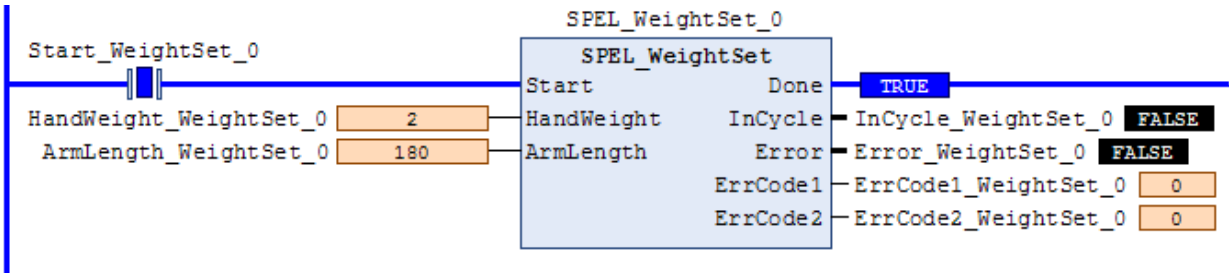 SPEL_WeightSet_0
Start_WeightSet_0
SPEL_WeightSet
Start Done TRUE
HandWeight_WeightSet_0 2 HandWeight InCycle InCycle_WeightSet_0 FALSE
ArmLength_WeightSet_0 180 ArmLength Error Error_WeightSet_0 FALSE
ErrCode1 ErrCode1_WeightSet_0 0
ErrCode2 ErrCode2_WeightSet_0 0